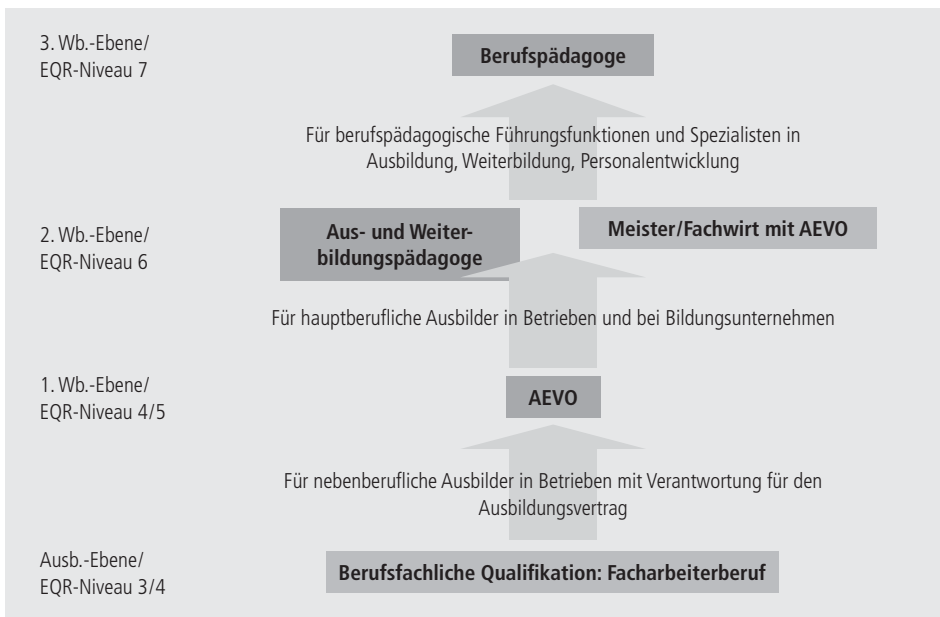 3. Wb.-Ebene/
EQR-Niveau 7
Berufspädagoge
Für berufspädagogische Führungsfunktionen und Spezialisten in
Ausbildung, Weiterbildung, Personalentwicklung
2. Wb.-Ebene/
EQR-Niveau 6
Aus- und Weiter-
bildungspädagoge
Meister/Fachwirt mit AEVO
Für hauptberufliche Ausbilder in Betrieben und bei Bildungsunternehmen
1. Wb.-Ebene/
EQR-Niveau 4/5
AEVO
Für nebenberufliche Ausbilder in Betrieben mit Verantwortung für den
Ausbildungsvertrag
Ausb.-Ebene/
EQR-Niveau 3/4
Berufsfachliche Qualifikation: Facharbeiterberuf